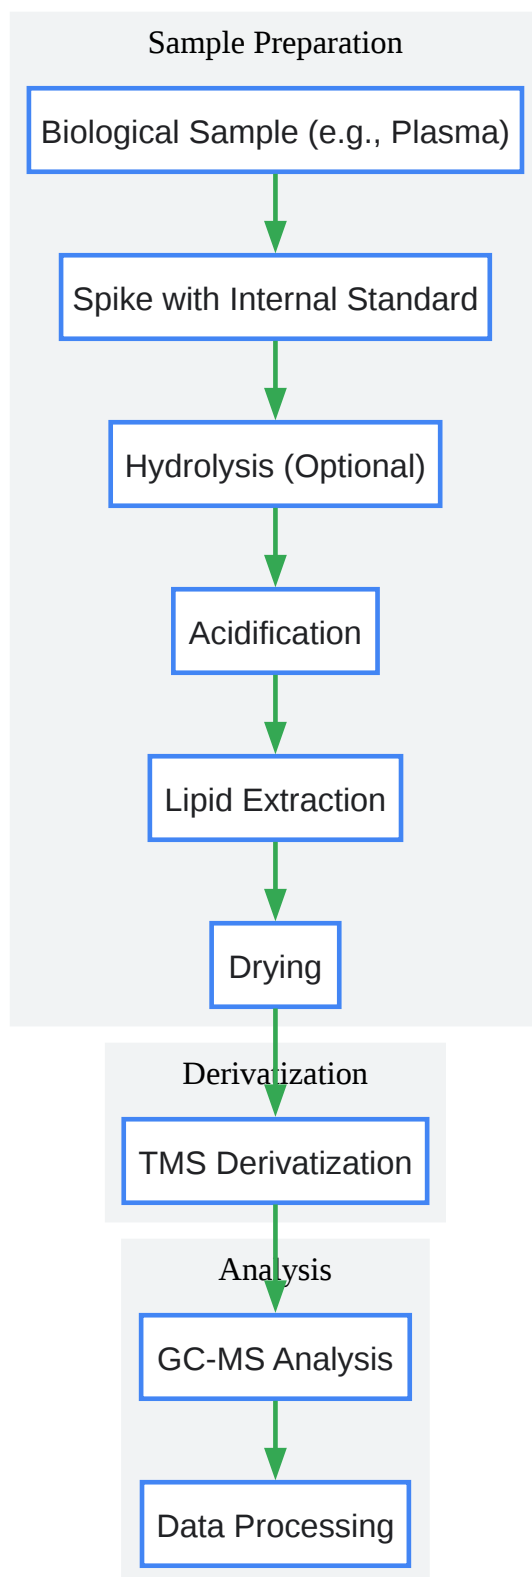 Sample Preparation
Biological Sample (e.g., Plasma)
Spike with Internal Standard
Hydrolysis (Optional)
Acidification
Lipid Extraction
Drying
Derivatization
TMS Derivatization
Analysis
GC-MS Analysis
Data Processing